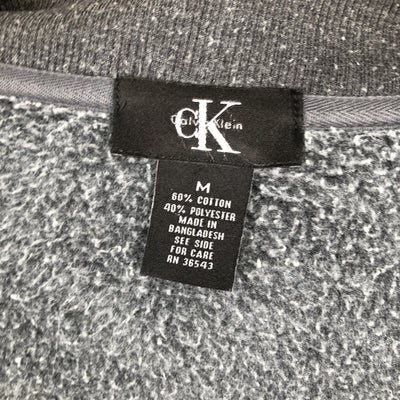 CK
Calvin Klein
M
60% COTTON
40% POLYESTER
MADE IN
BANGLADESH
SEE SIDE
FOR CARE
RN 36543